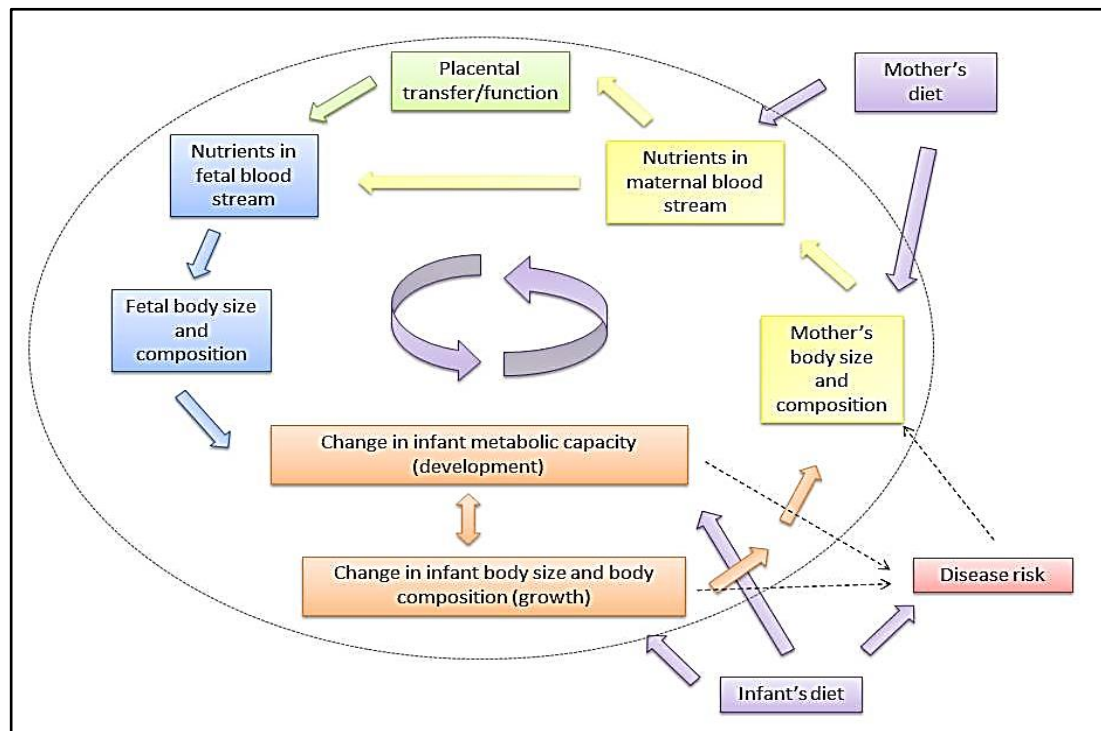 Placental
transfer/function
Mother's
diet
Nutrients in
fetal blood
stream
Nutrients in
maternal blood
stream
Fetal body size
and
composition
Mother's
body size
and
composition
Change in infant metabolic capacity
(development)
Change in infant body size and body
composition (growth)
Disease risk
Infant's diet